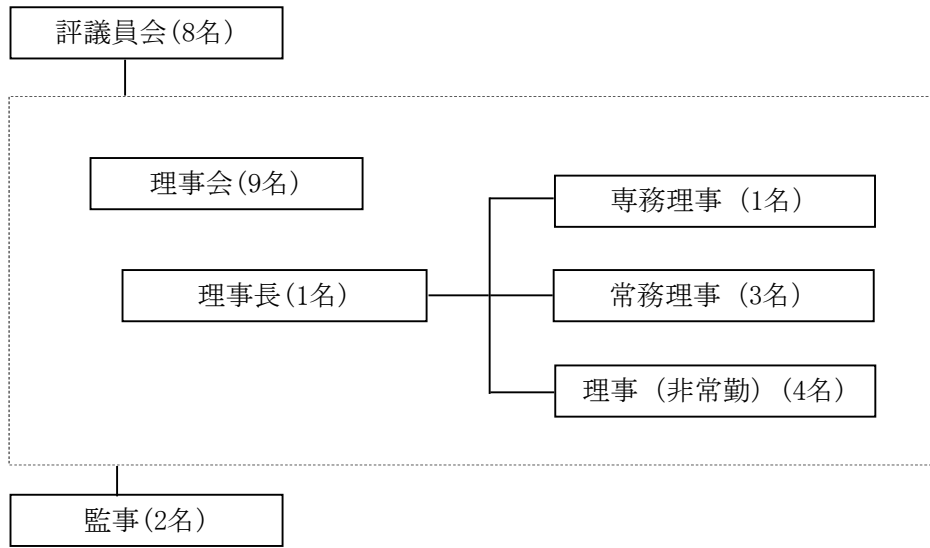 評議員会(8名)
理事会(9名)
専務理事 (1名)
理事長(1名)
常務理事 (3名)
理事 (非常勤) (4名)
監事(2名)